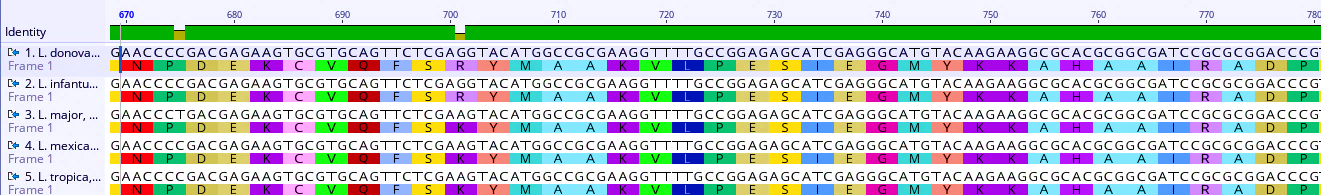 670 680 690 700 710 720 730 740 750 760 770 780
Identity
1. L. donova... GAACCCCGACGAGAAGTGCGTGCAGTTCTCGAGGTACATGGCCGCGAAGGTTTTGCCGGAGAGCATCGAGGGCATGTACAAGAAGGCGCACGCGGCGATCCGCGCGGACCCG
Frame 1 N P D E K C V Q F S R Y M A A K V L P E S I E G M Y K K A H A A I R A D P
2. L. infantu... GAACCCCGACGAGAAGTGCGTGCAGTTCTCGAGGTACATGGCCGCGAAGGTTTTGCCGGAGAGCATCGAGGGCATGTACAAGAAGGCGCACGCGGCGATCCGCGCGGACCCG
Frame 1 N P D E K C V Q F S R Y M A A K V L P E S I E G M Y K K A H A A I R A D P
3. L. major, ... GAACCCTGACGAGAAGTGCGTGCAGTTCTCGAAGTACATGGCCGCGAAGGTTTTGCCGGAGAGCATCGAGGGCATGTACAAGAAGGCGCACGCGGCGATCCGCGCGGACCCG
Frame 1 N P D E K C V Q F S K Y M A A K V L P E S I E G M Y K K A H A A I R A D P
4. L. mexica... GAACCCCGACGAGAAGTGCGTGCAGTTCTCGAAGTACATGGCCGCGAAGGTTTTGCCGGAGAGCATCGAGGGCATGTACAAGAAGGCGCACGCGGCGATCCGCGCGGACCCG
Frame 1 N P D E K C V Q F S K Y M A A K V L P E S I E G M Y K K A H A A I R A D P
5. L. tropica,... GAACCCCGACGAGAAGTGCGTGCAGTTCTCGAAGTACATGGCCGCGAAGGTTTTGCCGGAGAGCATCGAGGGCATGTACAAGAAGGCGCACGCGGCGATCCGCGCGGACCCG
Frame 1 N P D E K C V Q F S K Y M A A K V L P E S I E G M Y K K A H A A I R A D P